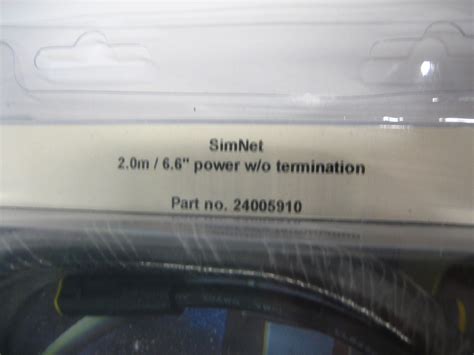 SimNet
2.0m / 6.6" power w/o termination
Part no. 24005910